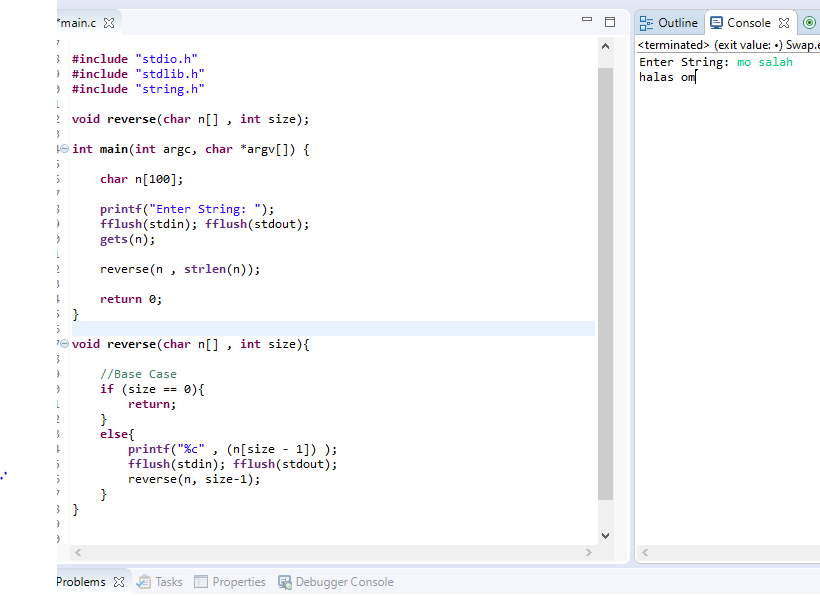 *main.c
Outline Console
<terminated> (exit value: •) Swap.e
Enter String: mo salah
halas om
#include "stdio.h"
#include "stdlib.h"
#include "string.h"
void reverse(char n[] , int size);
int main(int argc, char *argv[]) {
char n[100];
printf("Enter String: ");
fflush(stdin); fflush(stdout);
gets(n);
reverse(n , strlen(n));
return 0;
}
void reverse(char n[] , int size){
//Base Case
if (size == 0){
return;
}
else{
printf("%c" , (n[size - 1]) );
fflush(stdin); fflush(stdout);
reverse(n, size-1);
}
}
Problems Tasks Properties Debugger Console